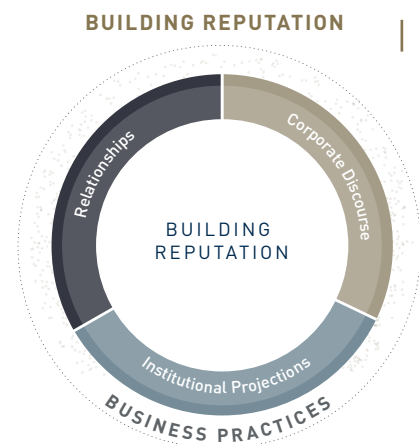 BUILDING REPUTATION
Relationships
Corporate Discourse
BUILDING
REPUTATION
Institutional Projections
BUSINESS PRACTICES